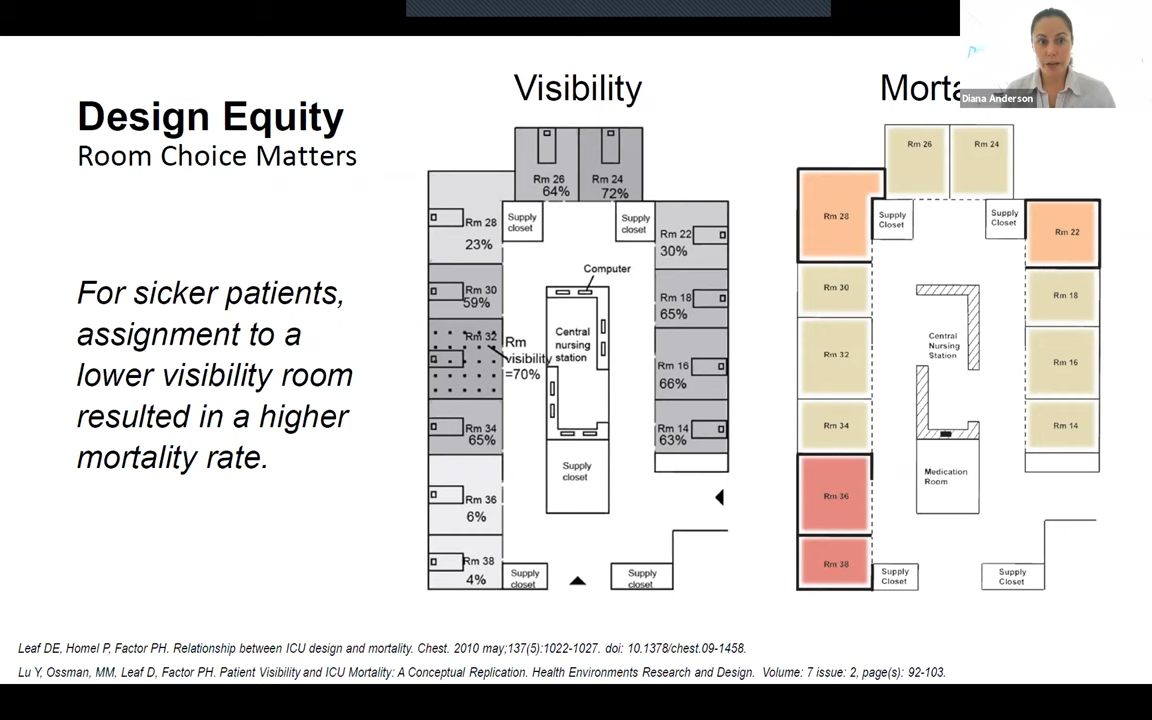 Design Equity
Room Choice Matters
For sicker patients,
assignment to a
lower visibility room
resulted in a higher
mortality rate.
Visibility
Rm 26
64%
Rm 24
72%
Rm 28
23%
Supply
closet
Supply
closet
Rm 22
30%
Computer
Rm 30
59%
Rm 18
65%
Rm 32
Rm
visibility
=70%
Central
nursing
station
Rm 16
66%
Rm 34
65%
Rm 14
63%
Supply
closet
Rm 36
6%
Rm 38
4%
Supply
closet
Supply
closet
Diana Anderson
Rm 26
Rm 24
Rm 28
Supply
Closet
Supply
Closet
Rm 22
Rm 30
Rm 18
Rm 32
Central
Nursing
Station
Rm 16
Rm 34
Rm 14
Rm 36
Medication
Room
Rm 38
Supply
Closet
Supply
Closet
Leaf DE, Homel P, Factor PH. Relationship between ICU design and mortality. Chest. 2010 may;137(5):1022-1027. doi: 10.1378/chest.09-1458.
Lu Y, Ossman, MM, Leaf D, Factor PH. Patient Visibility and ICU Mortality: A Conceptual Replication. Health Environments Research and Design. Volume: 7 issue: 2, page(s): 92-103.